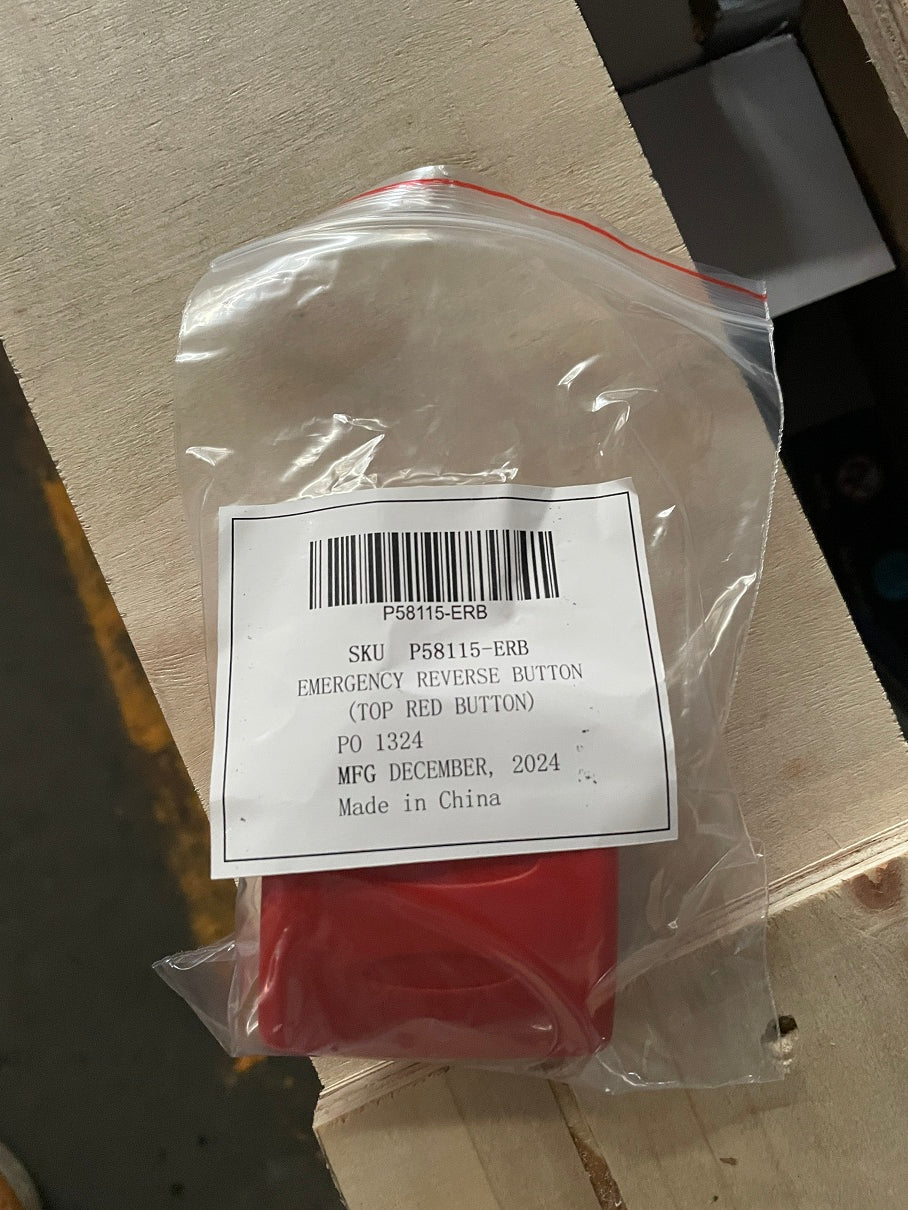 P58115-ERB
SKU P58115-ERB
EMERGENCY REVERSE BUTTON
(TOP RED BUTTON)
PO 1324
MFG DECEMBER, 2024
Made in China